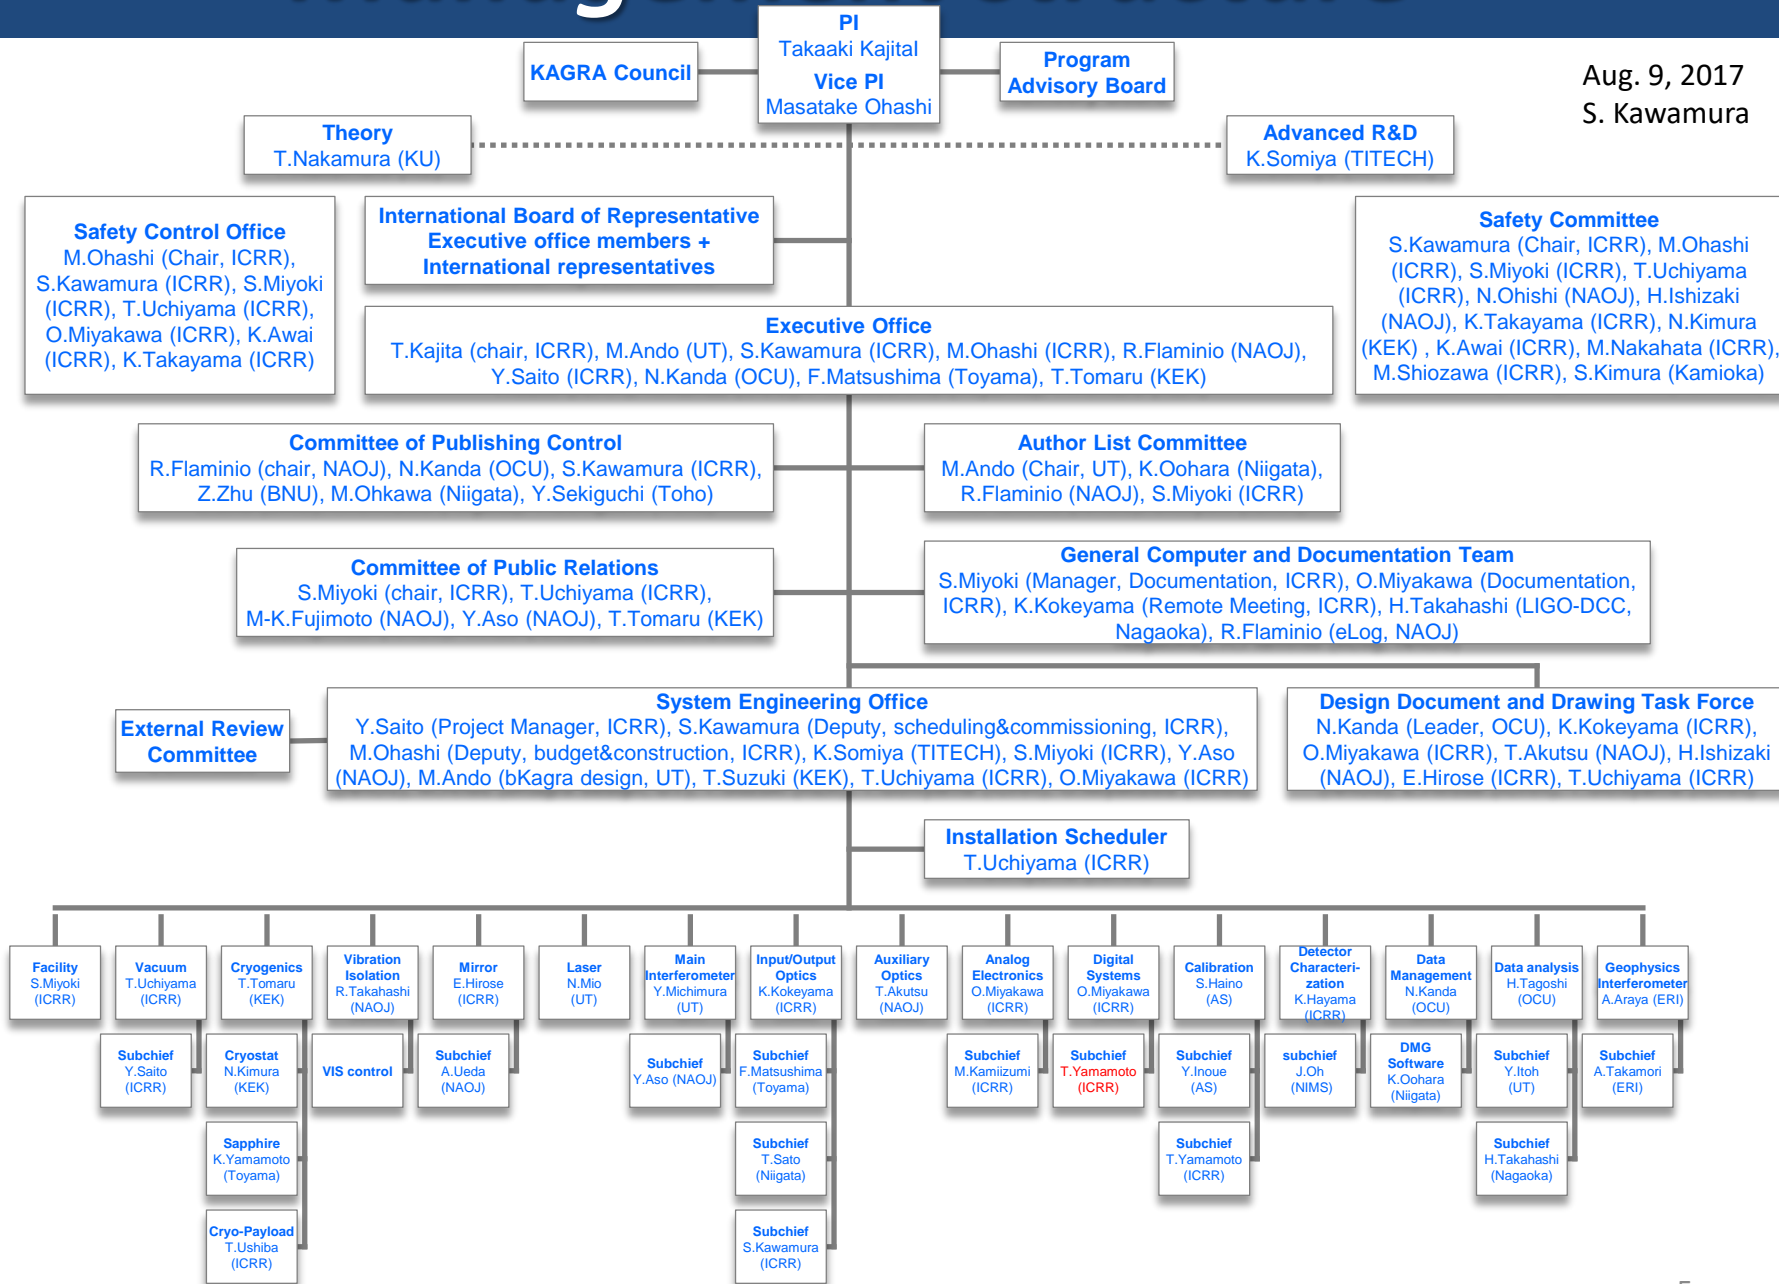 PI
Takaaki KajitaI
Vice PI
Masatake Ohashi
KAGRA Council
Program
Advisory Board
Aug. 9, 2017
S. Kawamura
Theory
T.Nakamura (KU)
Advanced R&D
K.Somiya (TITECH)
Safety Control Office
M.Ohashi (Chair, ICRR),
S.Kawamura (ICRR), S.Miyoki
(ICRR), T.Uchiyama (ICRR),
O.Miyakawa (ICRR), K.Awai
(ICRR), K.Takayama (ICRR)
International Board of Representative
Executive office members +
International representatives
Safety Committee
S.Kawamura (Chair, ICRR), M.Ohashi
(ICRR), S.Miyoki (ICRR), T.Uchiyama
(ICRR), N.Ohishi (NAOJ), H.Ishizaki
(NAOJ), K.Takayama (ICRR), N.Kimura
(KEK) , K.Awai (ICRR), M.Nakahata (ICRR),
M.Shiozawa (ICRR), S.Kimura (Kamioka)
Executive Office
T.Kajita (chair, ICRR), M.Ando (UT), S.Kawamura (ICRR), M.Ohashi (ICRR), R.Flaminio (NAOJ),
Y.Saito (ICRR), N.Kanda (OCU), F.Matsushima (Toyama), T.Tomaru (KEK)
Committee of Publishing Control
R.Flaminio (chair, NAOJ), N.Kanda (OCU), S.Kawamura (ICRR),
Z.Zhu (BNU), M.Ohkawa (Niigata), Y.Sekiguchi (Toho)
Author List Committee
M.Ando (Chair, UT), K.Oohara (Niigata),
R.Flaminio (NAOJ), S.Miyoki (ICRR)
Committee of Public Relations
S.Miyoki (chair, ICRR), T.Uchiyama (ICRR),
M-K.Fujimoto (NAOJ), Y.Aso (NAOJ), T.Tomaru (KEK)
General Computer and Documentation Team
S.Miyoki (Manager, Documentation, ICRR), O.Miyakawa (Documentation,
ICRR), K.Kokeyama (Remote Meeting, ICRR), H.Takahashi (LIGO-DCC,
Nagaoka), R.Flaminio (eLog, NAOJ)
External Review
Committee
System Engineering Office
Y.Saito (Project Manager, ICRR), S.Kawamura (Deputy, scheduling&commissioning, ICRR),
M.Ohashi (Deputy, budget&construction, ICRR), K.Somiya (TITECH), S.Miyoki (ICRR), Y.Aso
(NAOJ), M.Ando (bKagra design, UT), T.Suzuki (KEK), T.Uchiyama (ICRR), O.Miyakawa (ICRR)
Design Document and Drawing Task Force
N.Kanda (Leader, OCU), K.Kokeyama (ICRR),
O.Miyakawa (ICRR), T.Akutsu (NAOJ), H.Ishizaki
(NAOJ), E.Hirose (ICRR), T.Uchiyama (ICRR)
Installation Scheduler
T.Uchiyama (ICRR)
Facility
S.Miyoki
(ICRR)
Vacuum
T.Uchiyama
(ICRR)
Cryogenics
T.Tomaru
(KEK)
Vibration
Isolation
R.Takahashi
(NAOJ)
Mirror
E.Hirose
(ICRR)
Laser
N.Mio
(UT)
Main
Interferometer
Y.Michimura
(UT)
Input/Output
Optics
K.Kokeyama
(ICRR)
Auxiliary
Optics
T.Akutsu
(NAOJ)
Analog
Electronics
O.Miyakawa
(ICRR)
Digital
Systems
O.Miyakawa
(ICRR)
Calibration
S.Haino
(AS)
Detector
Characteri-
zation
K.Hayama
(ICRR)
Data
Management
N.Kanda
(OCU)
Data analysis
H.Tagoshi
(OCU)
Geophysics
Interferometer
A.Araya (ERI)
Subchief
Y.Saito
(ICRR)
Cryostat
N.Kimura
(KEK)
VIS control
Subchief
A.Ueda
(NAOJ)
Subchief
Y.Aso (NAOJ)
Subchief
F.Matsushima
(Toyama)
Subchief
M.Kamiizumi
(ICRR)
Subchief
T.Yamamoto
(ICRR)
Subchief
Y.Inoue
(AS)
subchief
J.Oh
(NIMS)
DMG
Software
K.Oohara
(Niigata)
Subchief
Y.Itoh
(UT)
Subchief
A.Takamori
(ERI)
Sapphire
K.Yamamoto
(Toyama)
Subchief
T.Sato
(Niigata)
Subchief
T.Yamamoto
(ICRR)
Subchief
H.Takahashi
(Nagaoka)
Cryo-Payload
T.Ushiba
(ICRR)
Subchief
S.Kawamura
(ICRR)